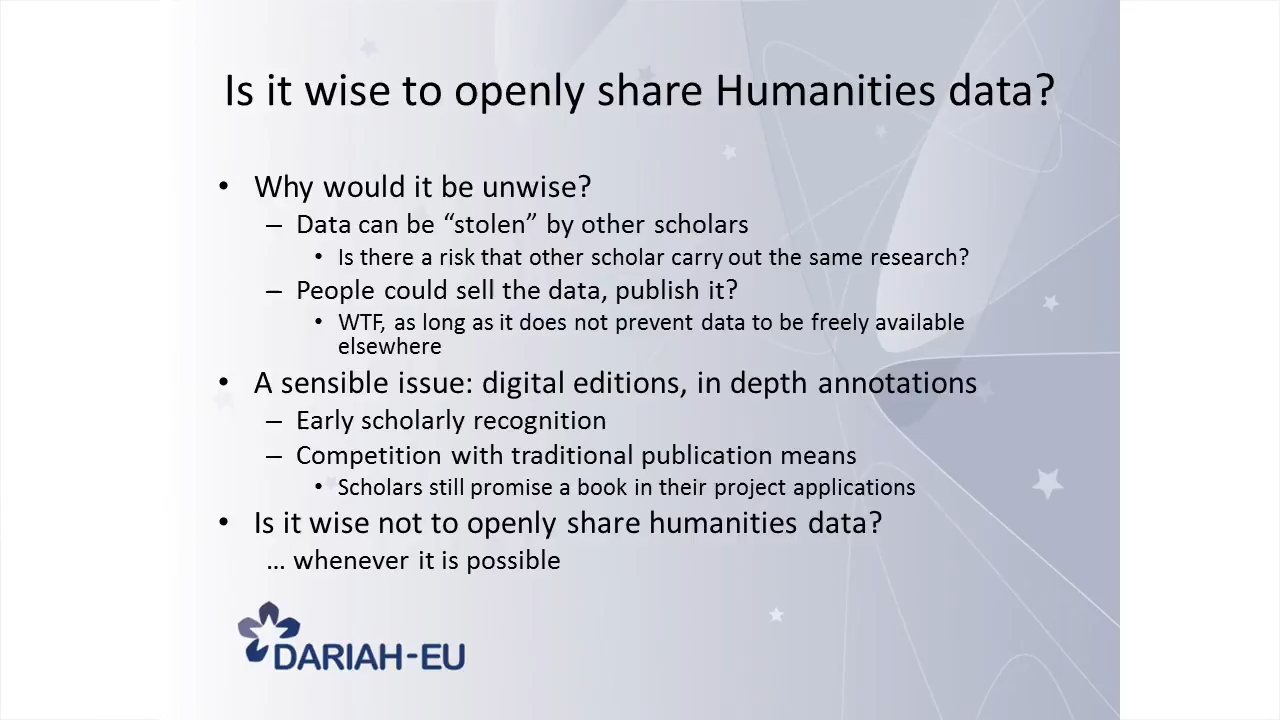 Is it wise to openly share Humanities data?
• Why would it be unwise?
– Data can be “stolen” by other scholars
• Is there a risk that other scholar carry out the same research?
– People could sell the data, publish it?
• WTF, as long as it does not prevent data to be freely available
elsewhere
• A sensible issue: digital editions, in depth annotations
– Early scholarly recognition
– Competition with traditional publication means
• Scholars still promise a book in their project applications
• Is it wise not to openly share humanities data?
… whenever it is possible
DARIAH-EU